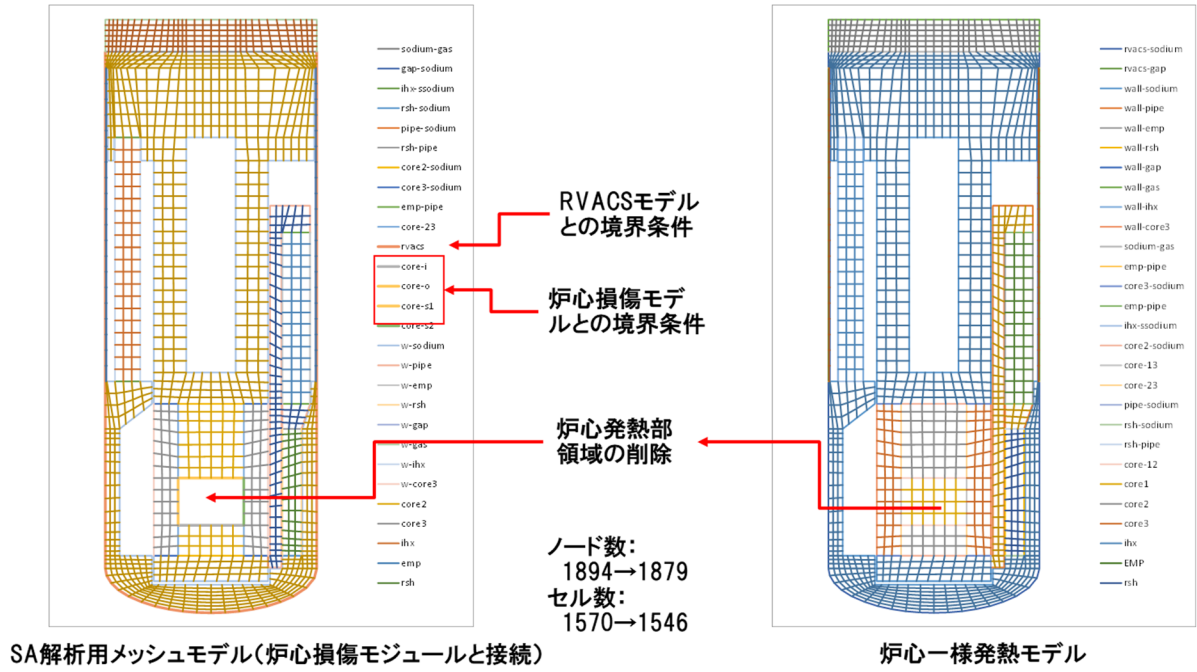 sodium-gas
gap-sodium
ihx-ssodium
rsh-sodium
pipe-sodium
rsh-pipe
core2-sodium
core3-sodium
emp-pipe
core-23
rvacs
core-i
core-o
core-s1
core-s2
w-sodium
w-pipe
w-emp
w-rsh
w-gap
w-gas
w-ihx
w-core3
core2
core3
ihx
emp
rsh
RVACSモデル
との境界条件
炉心損傷モデ
ルとの境界条件
炉心発熱部
領域の削除
ノード数:
1894→1879
セル数:
1570→1546
rvacs-sodium
rvacs-gap
wall-sodium
wall-pipe
wall-emp
wall-rsh
wall-gap
wall-gas
wall-ihx
wall-core3
sodium-gas
emp-pipe
core3-sodium
emp-pipe
ihx-ssodium
core2-sodium
core-13
core-23
pipe-sodium
rsh-sodium
rsh-pipe
core-12
core1
core2
core3
ihx
EMP
rsh
SA解析用メッシュモデル(炉心損傷モジュールと接続)
炉心一様発熱モデル